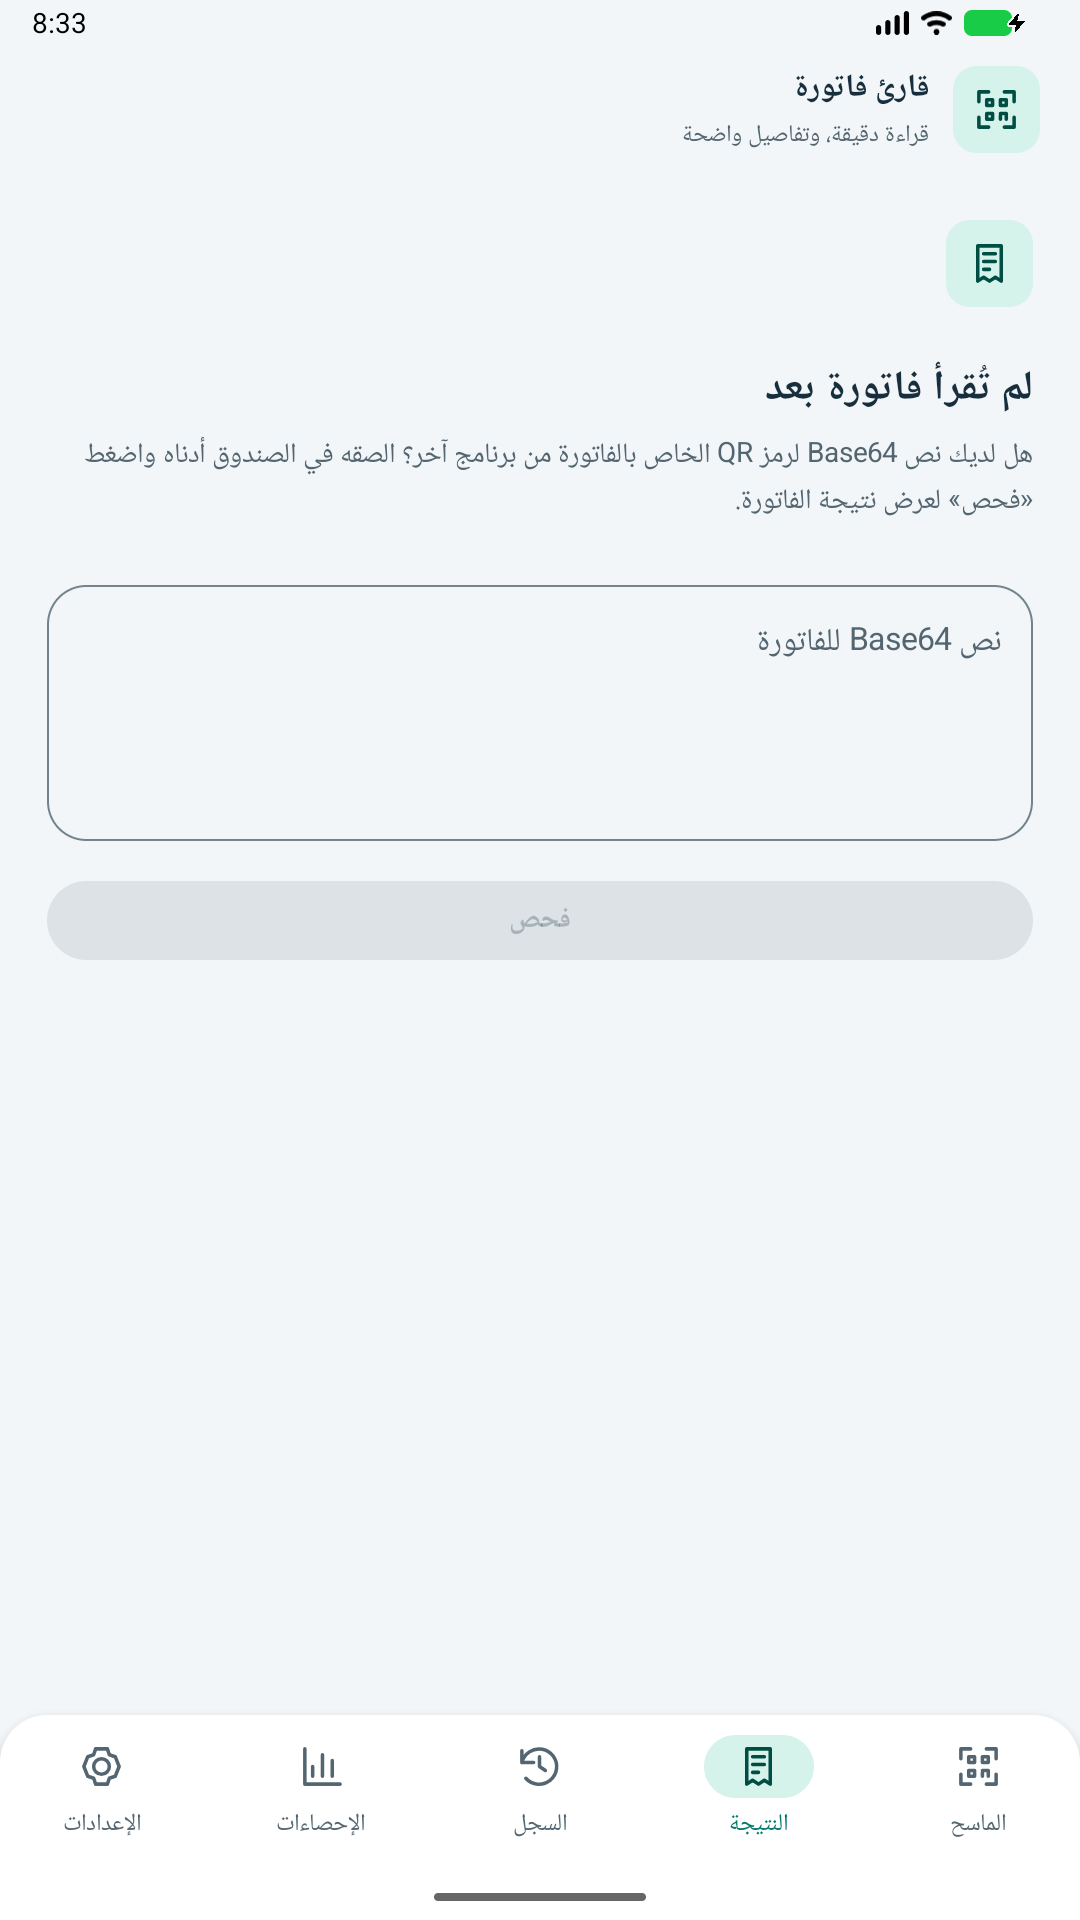 8:33
قارئ فاتورة
قراءة دقيقة، وتفاصيل واضحة
لم تُقرأ فاتورة بعد
هل لديك نص Base64 لرمز QR الخاص بالفاتورة من برنامج آخر؟ الصقه في الصندوق أدناه واضغط
«فحص» لعرض نتيجة الفاتورة.
نص Base64 للفاتورة
فحص
الماسح
النتيجة
السجل
الإحصاءات
الإعدادات